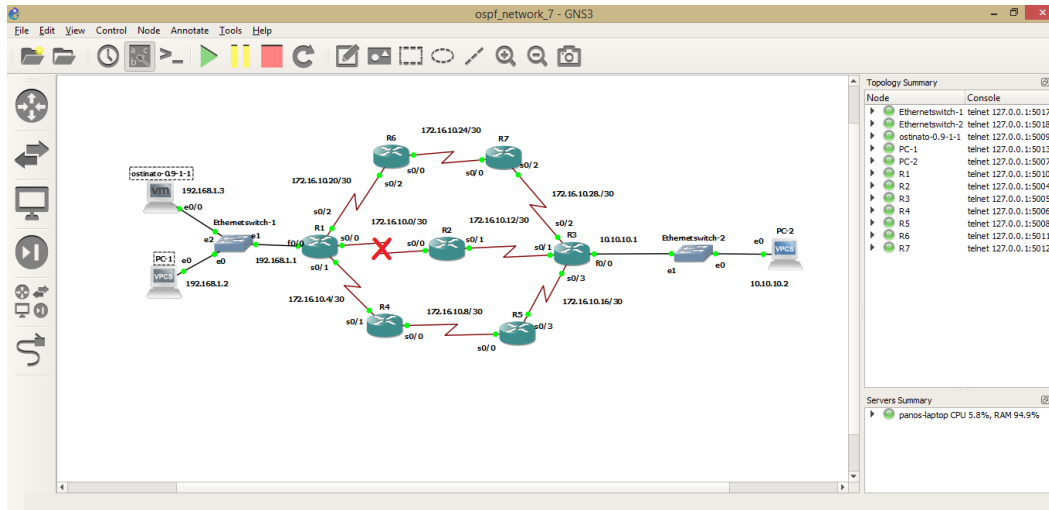 ospf_network_7 - GNS3
File Edit View Control Node Annotate Tools Help
Topology Summary
Node Console
Ethernetswitch-1 telnet 127.0.0.1:5017
Ethernetswitch-2 telnet 127.0.0.1:5018
ostinato-0.9-1-1 telnet 127.0.0.1:5009
PC-1 telnet 127.0.0.1:5013
PC-2 telnet 127.0.0.1:5007
R1 telnet 127.0.0.1:5010
R2 telnet 127.0.0.1:5004
R3 telnet 127.0.0.1:5005
R4 telnet 127.0.0.1:5006
R5 telnet 127.0.0.1:5008
R6 telnet 127.0.0.1:5011
R7 telnet 127.0.0.1:5012
172.16.10.24/30
R6 R7
s0/0 s0/0
s0/2 s0/2
ostinato-0.9-1-1
vm
192.168.1.3
e0/0
172.16.10.20/30
172.16.10.28/30
s0/2 s0/2
Ethernetswitch-1
R1
172.16.10.0/30
R2
172.16.10.12/30
R3
10.10.10.1
Ethernetswitch-2
PC-2
e2 e1 f0/0 s0/0 s0/0 s0/1 s0/1 f0/0 e1 e0 e0
VPCS
10.10.10.2
PC-1 e0 e0
VPCS
192.168.1.2
192.168.1.1
s0/1 s0/3
172.16.10.4/30
R4
172.16.10.8/30
R5
172.16.10.16/30
s0/1 s0/0 s0/0 s0/3
Servers Summary
panos-laptop CPU 5.8%, RAM 94.9%